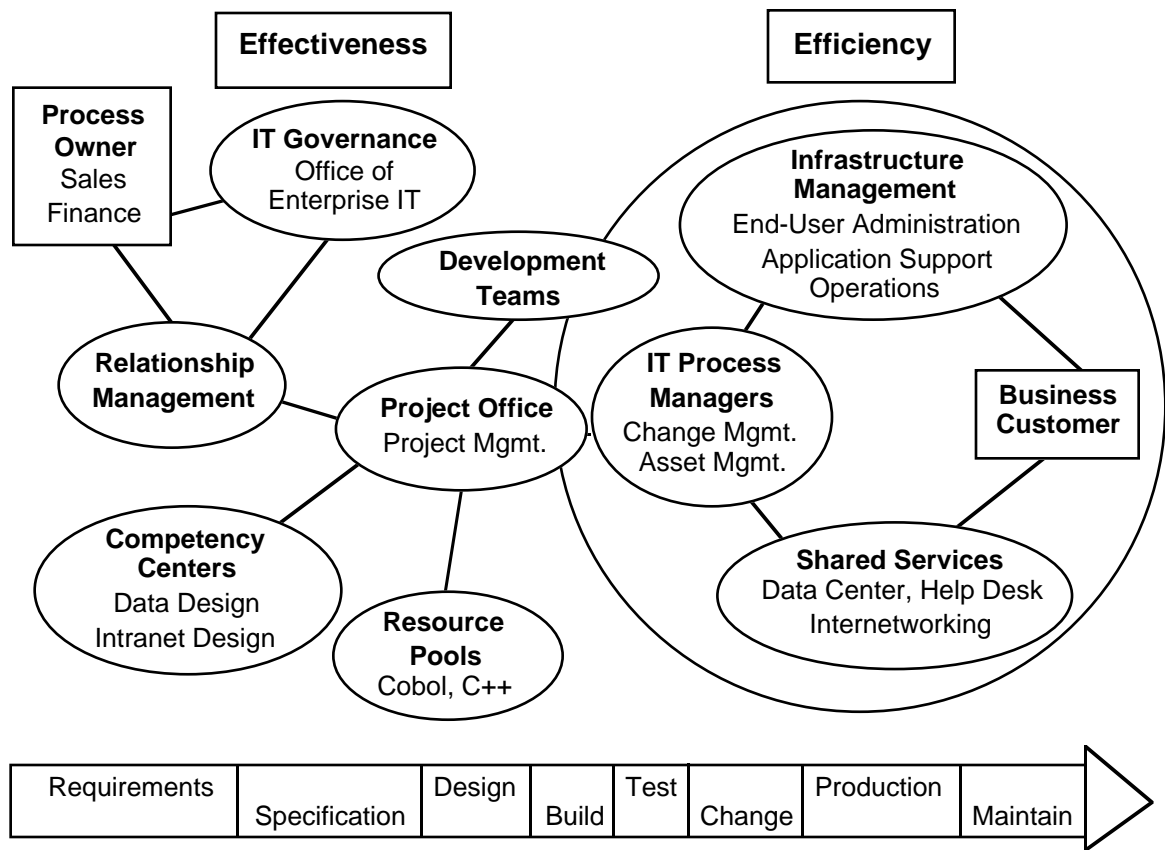 Effectiveness
Efficiency
Process
Owner
Sales
Finance
IT Governance
Office of
Enterprise IT
Infrastructure
Management
End-User Administration
Application Support
Operations
Development
Teams
Relationship
Management
Project Office
Project Mgmt.
IT Process
Managers
Change Mgmt.
Asset Mgmt.
Business
Customer
Competency
Centers
Data Design
Intranet Design
Resource
Pools
Cobol, C++
Shared Services
Data Center, Help Desk
Internetworking
Requirements
Specification
Design
Build
Test
Change
Production
Maintain